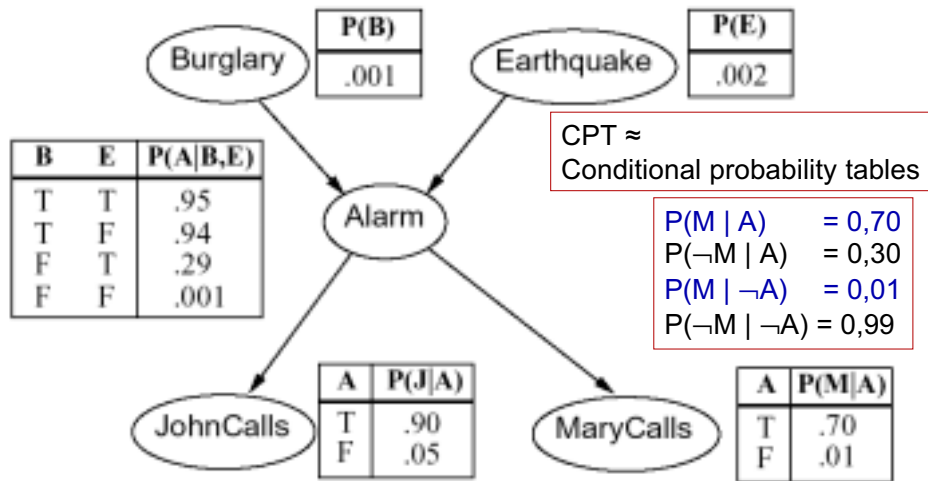 Burglary
P(B)
.001
Earthquake
P(E)
.002
CPT ≈
Conditional probability tables
B E P(A|B,E)
T T .95
T F .94
F T .29
F F .001
Alarm
P(M | A) = 0,70
P(¬M | A) = 0,30
P(M | ¬A) = 0,01
P(¬M | ¬A) = 0,99
JohnCalls
A P(J|A)
T .90
F .05
MaryCalls
A P(M|A)
T .70
F .01